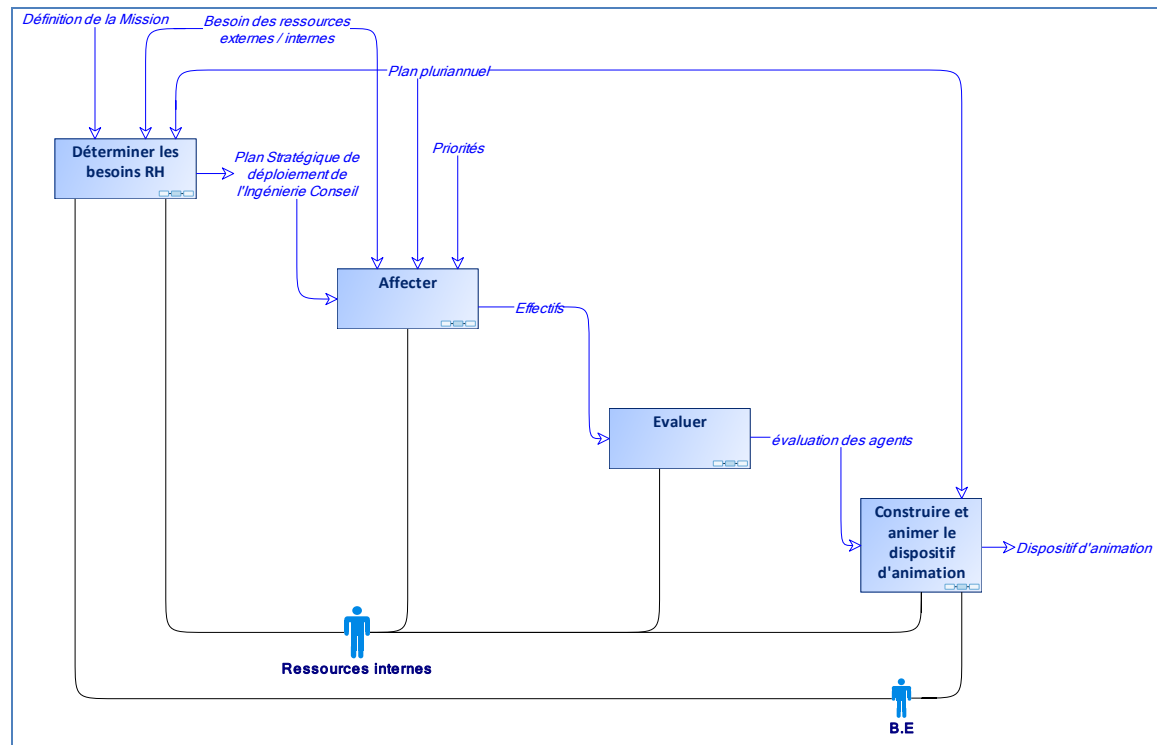 Définition de la Mission
Besoin des ressources
externes / internes
Plan pluriannuel
Déterminer les
besoins RH
Plan Stratégique de
déploiement de
l'Ingénierie Conseil
Priorités
Affecter
Effectifs
Evaluer
évaluation des agents
Construire et
animer le
dispositif
d'animation
Dispositif d'animation
Ressources internes
B.E